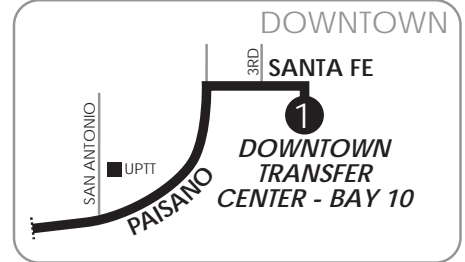 DOWNTOWN
3RD
SANTA FE
1
DOWNTOWN
TRANSFER
CENTER - BAY 10
SAN ANTONIO
UPTT
PAISANO